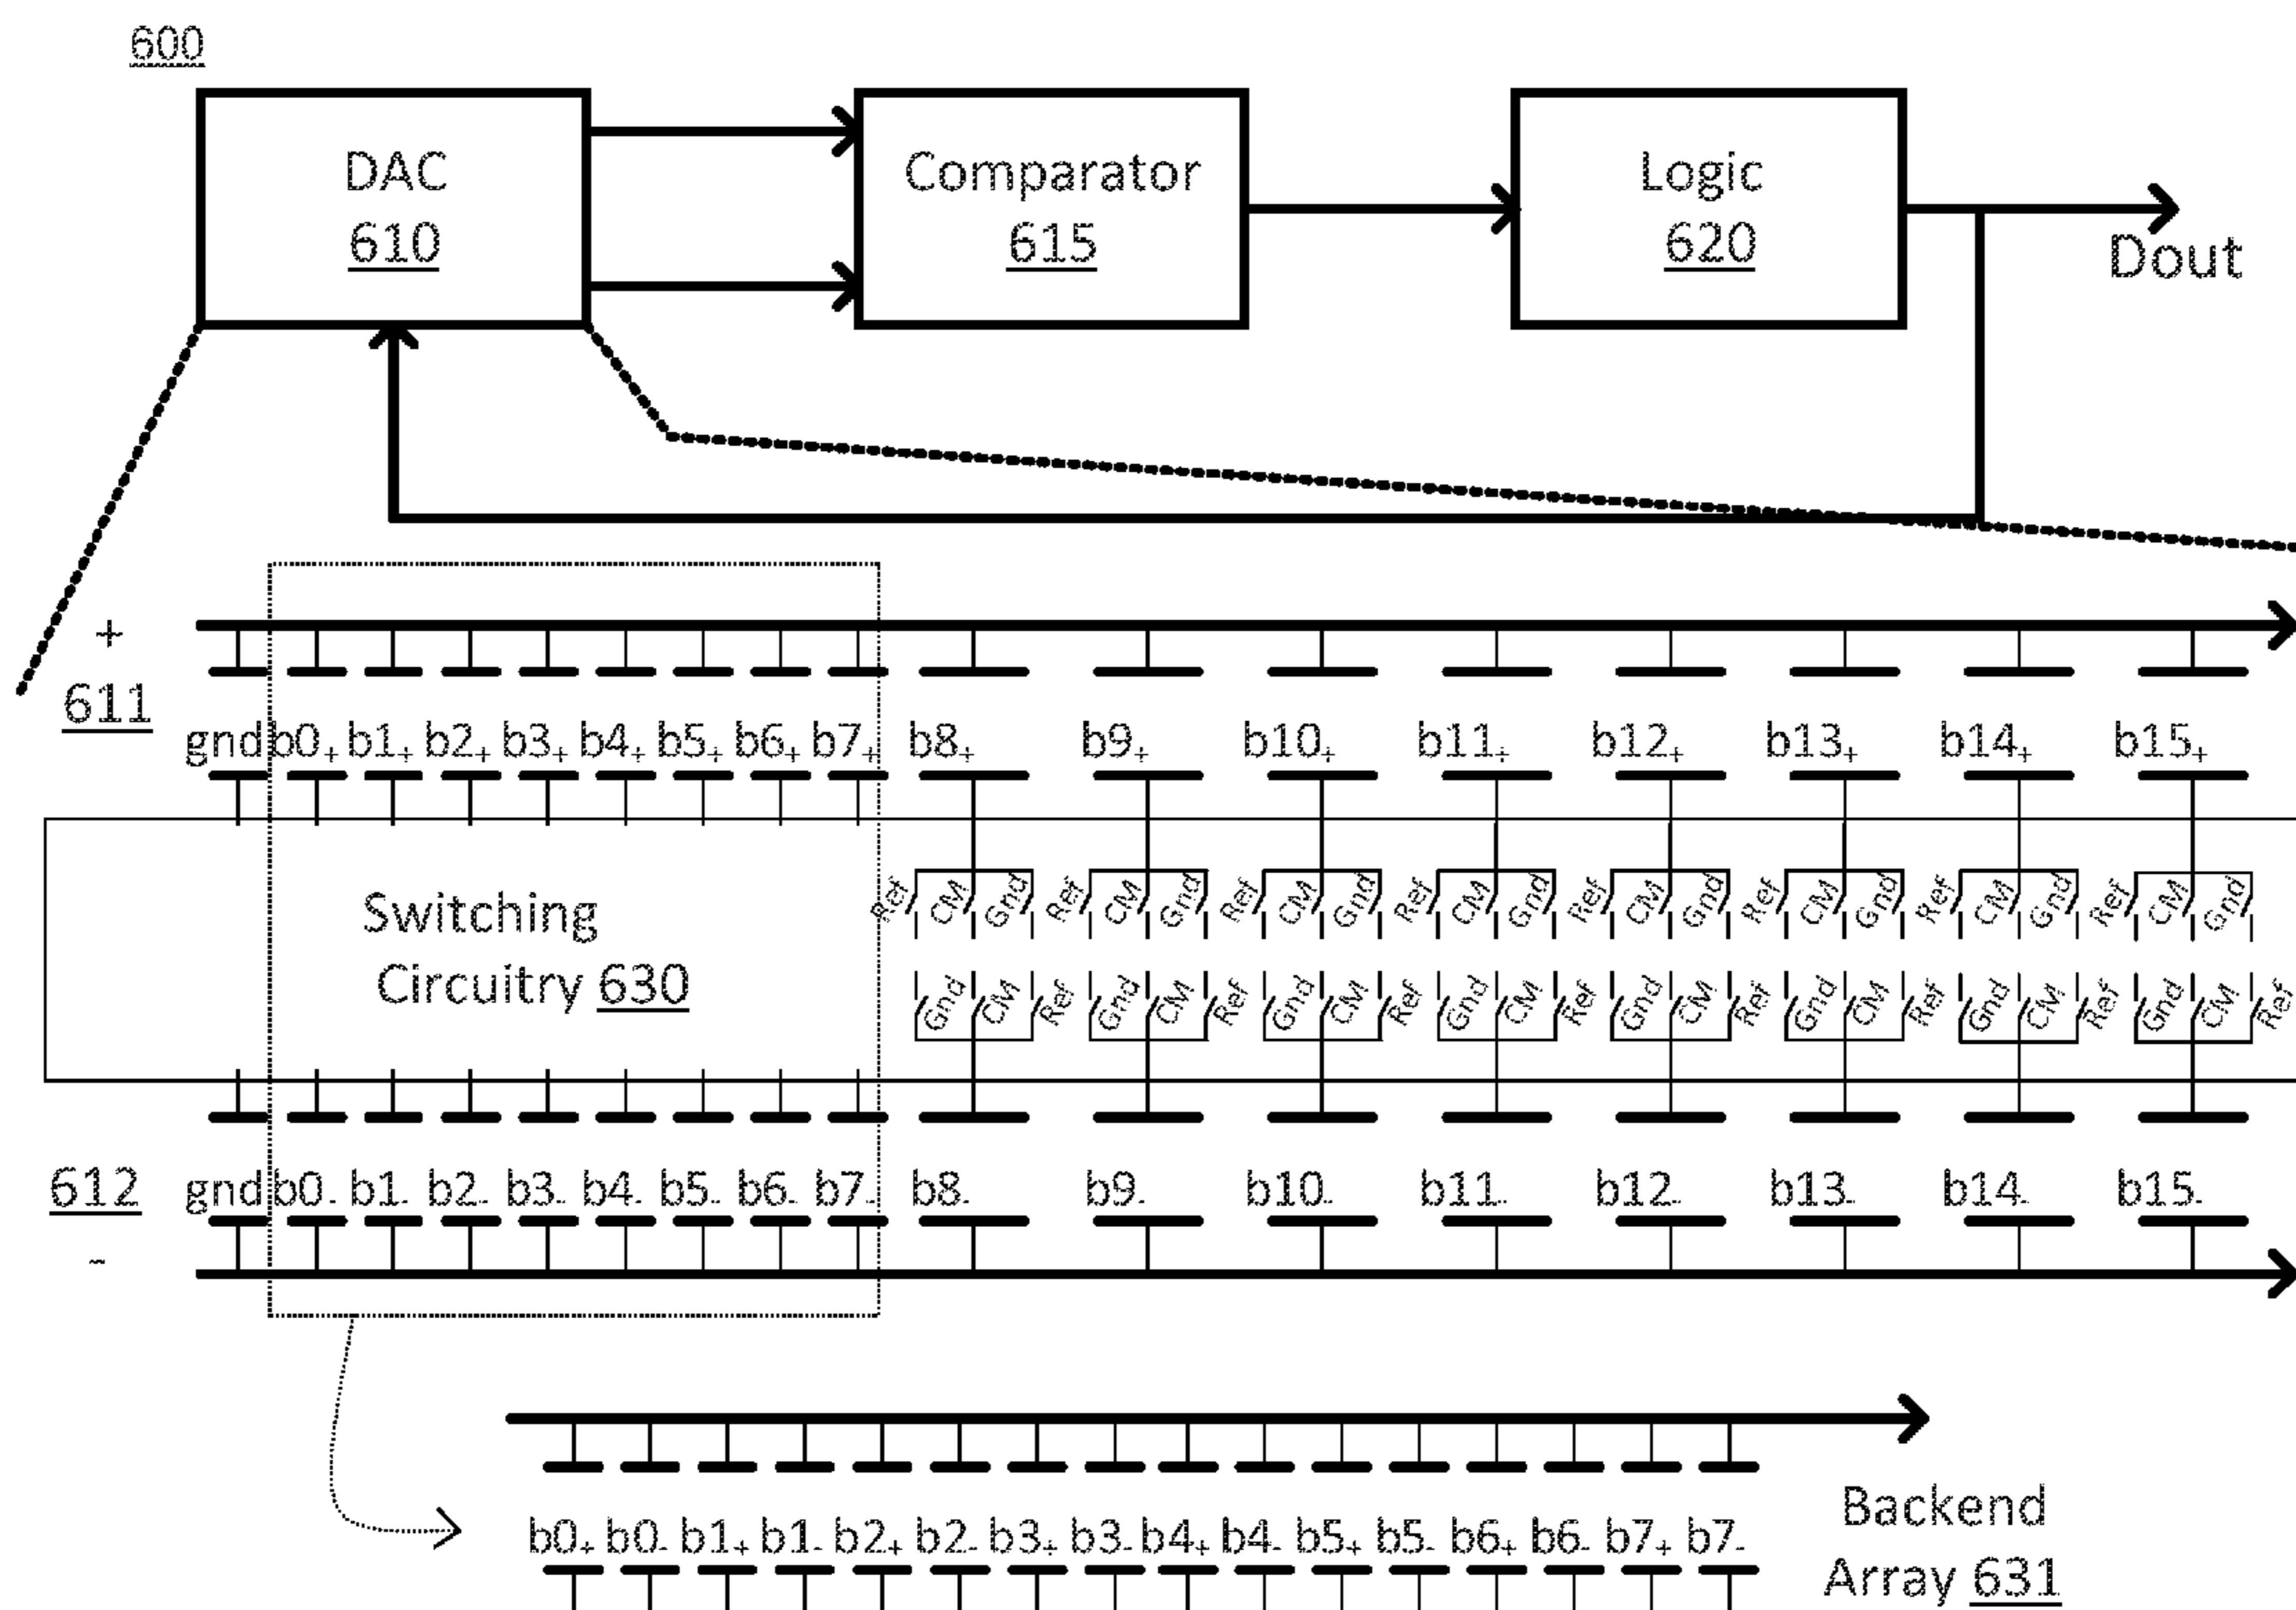 600
DAC
610
Comparator
615
Logic
620
Dout
+
611
gnd b0+ b1+ b2+ b3+ b4+ b5+ b6+ b7+ b8+ b9+ b10+ b11+ b12+ b13+ b14+ b15+
Ref CM Gnd Ref CM Gnd Ref CM Gnd Ref CM Gnd Ref CM Gnd Ref CM Gnd Ref CM Gnd Ref CM Gnd
Switching
Circuitry 630
Gnd CM Ref Gnd CM Ref Gnd CM Ref Gnd CM Ref Gnd CM Ref Gnd CM Ref Gnd CM Ref Gnd CM Ref
612
gnd b0- b1- b2- b3- b4- b5- b6- b7- b8- b9- b10- b11- b12- b13- b14- b15-
-
b0+ b0- b1+ b1- b2+ b2- b3+ b3- b4+ b4- b5+ b5- b6+ b6- b7+ b7-
Backend
Array 631